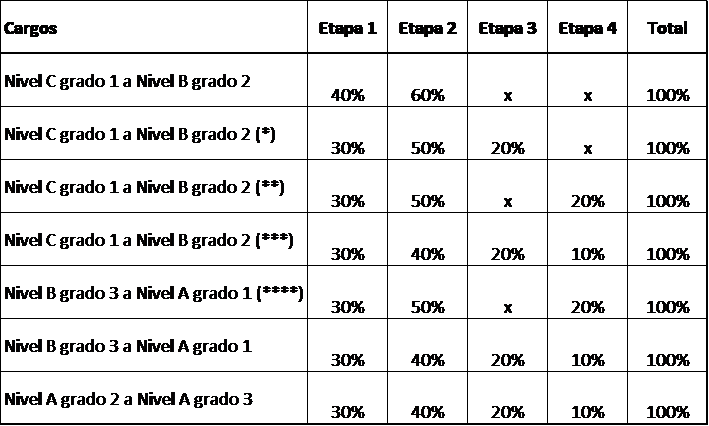 Cargos Etapa 1 Etapa 2 Etapa 3 Etapa 4 Total
Nivel C grado 1 a Nivel B grado 2 40% 60% x x 100%
Nivel C grado 1 a Nivel B grado 2 (*) 30% 50% 20% x 100%
Nivel C grado 1 a Nivel B grado 2 (**) 30% 50% x 20% 100%
Nivel C grado 1 a Nivel B grado 2 (***) 30% 40% 20% 10% 100%
Nivel B grado 3 a Nivel A grado 1 (****) 30% 50% x 20% 100%
Nivel B grado 3 a Nivel A grado 1 30% 40% 20% 10% 100%
Nivel A grado 2 a Nivel A grado 3 30% 40% 20% 10% 100%